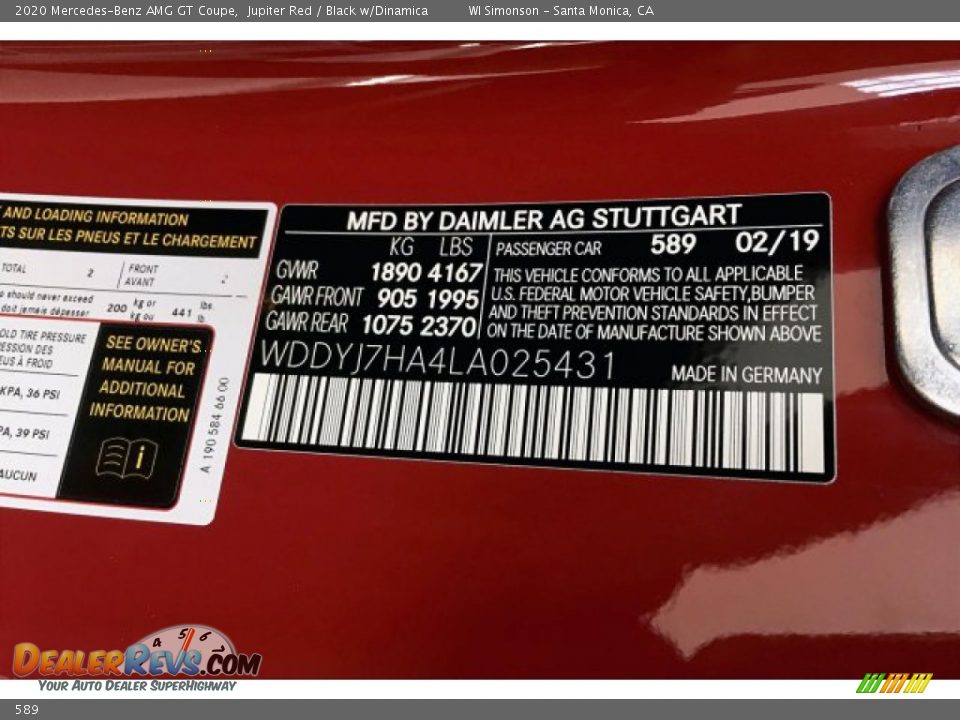 2020 Mercedes-Benz AMG GT Coupe, Jupiter Red / Black w/Dinamica WI Simonson - Santa Monica, CA
AND LOADING INFORMATION
TS SUR LES PNEUS ET LE CHARGEMENT
TOTAL 2 FRONT
AVANT 2
should never exceed
doit jamais dépasser
200 kg or
kg ou
441 lbs.
lb
OLD TIRE PRESSURE
ESSION DES
EUS À FROID
KPA, 36 PSI
PA, 39 PSI
AUCUN
SEE OWNER'S
MANUAL FOR
ADDITIONAL
INFORMATION
i
A 190 584 66 00
MFD BY DAIMLER AG STUTTGART
KG LBS
GVWR 1890 4167
GAWR FRONT 905 1995
GAWR REAR 1075 2370
PASSENGER CAR 589 02/19
THIS VEHICLE CONFORMS TO ALL APPLICABLE
U.S. FEDERAL MOTOR VEHICLE SAFETY,BUMPER
AND THEFT PREVENTION STANDARDS IN EFFECT
ON THE DATE OF MANUFACTURE SHOWN ABOVE
WDDYJ7HA4LA025431
MADE IN GERMANY
4 5 6
DEALERREVS.COM
YOUR AUTO DEALER SUPERHIGHWAY
589